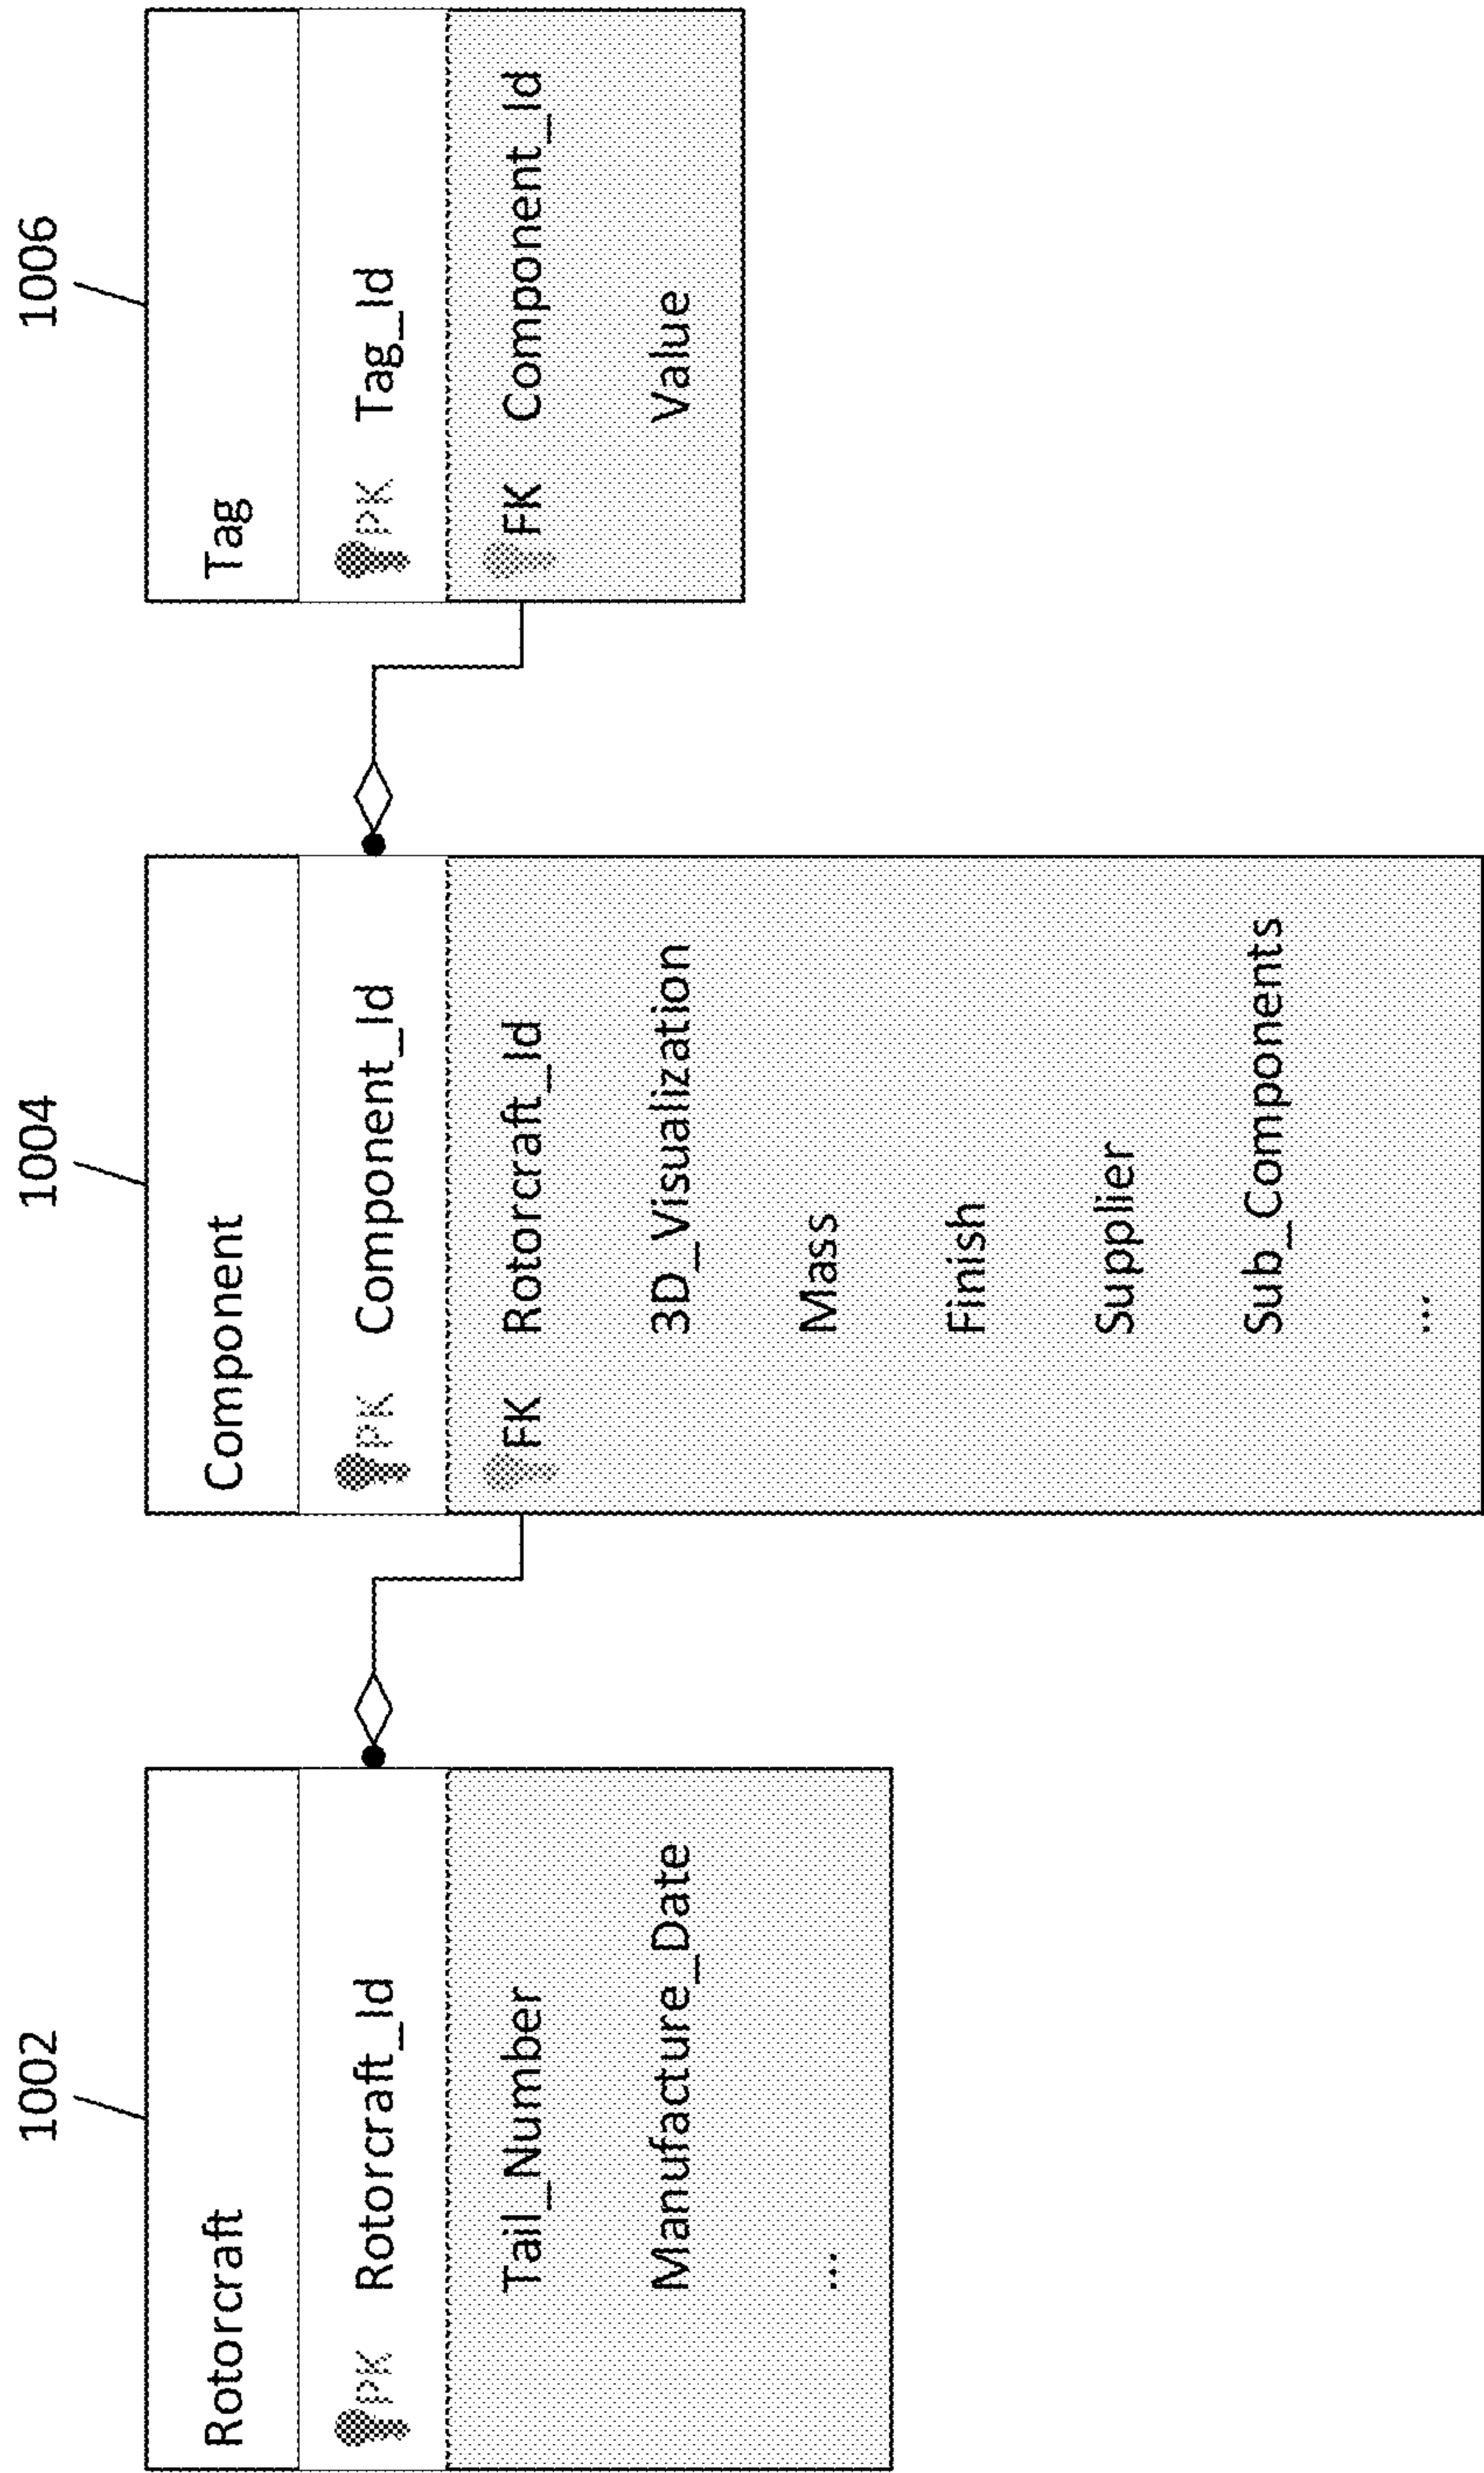 1002
Rotorcraft
PK Rotorcraft_Id
Tail_Number
Manufacture_Date
...
1004
Component
PK Component_Id
FK Rotorcraft_Id
3D_Visualization
Mass
Finish
Supplier
Sub_Components
...
1006
Tag
PK Tag_Id
FK Component_Id
Value